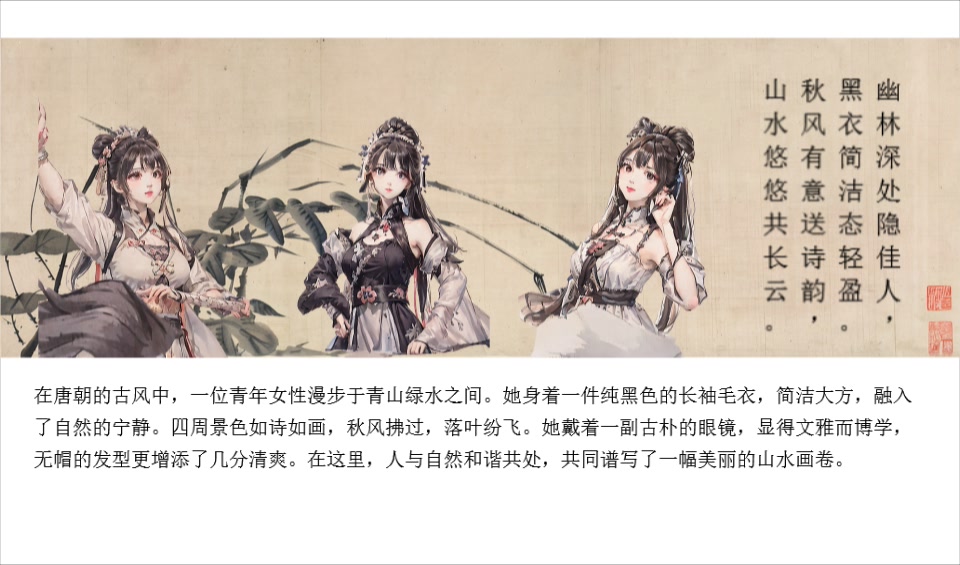 幽林深处隐佳人，
黑衣简洁态轻盈。
秋风有意送诗韵，
山水悠悠共长云。
在唐朝的古风中，一位青年女性漫步于青山绿水之间。她身着一件纯黑色的长袖毛衣，简洁大方，融入
了自然的宁静。四周景色如诗如画，秋风拂过，落叶纷飞。她戴着一副古朴的眼镜，显得文雅而博学，
无帽的发型更增添了几分清爽。在这里，人与自然和谐共处，共同谱写了一幅美丽的山水画卷。